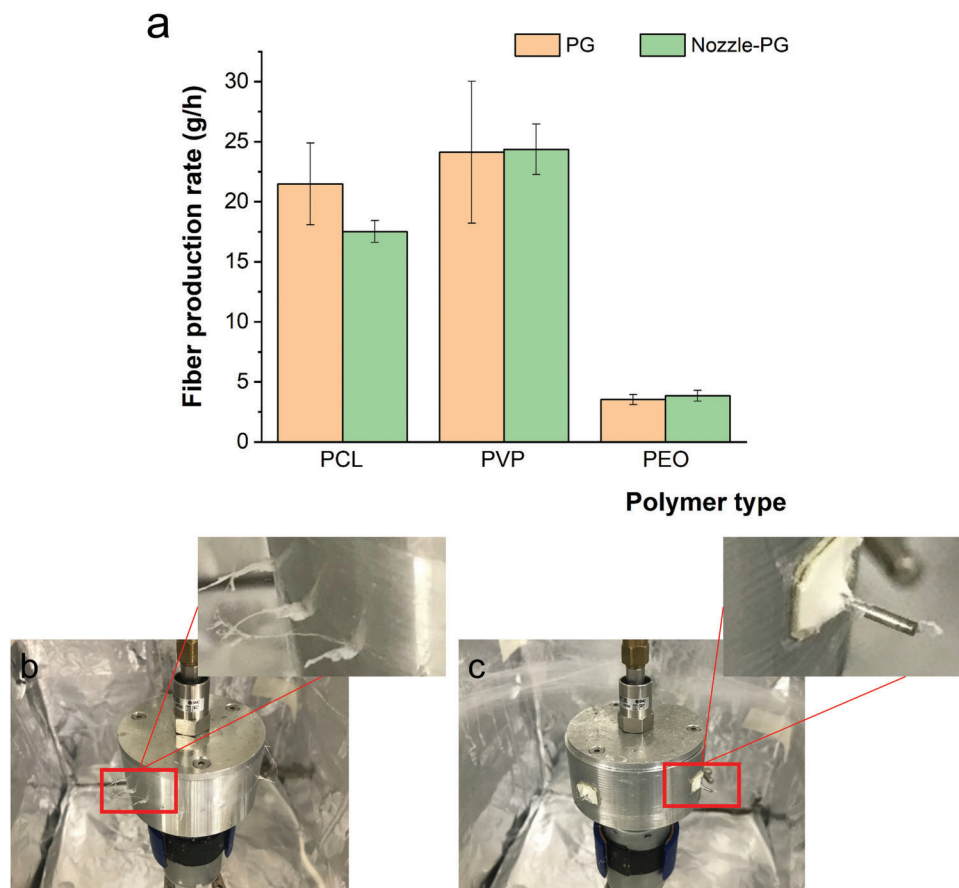 a
PG
Nozzle-PG
Fiber production rate (g/h)
30
25
20
15
10
5
0
PCL
PVP
PEO
Polymer type
b
c